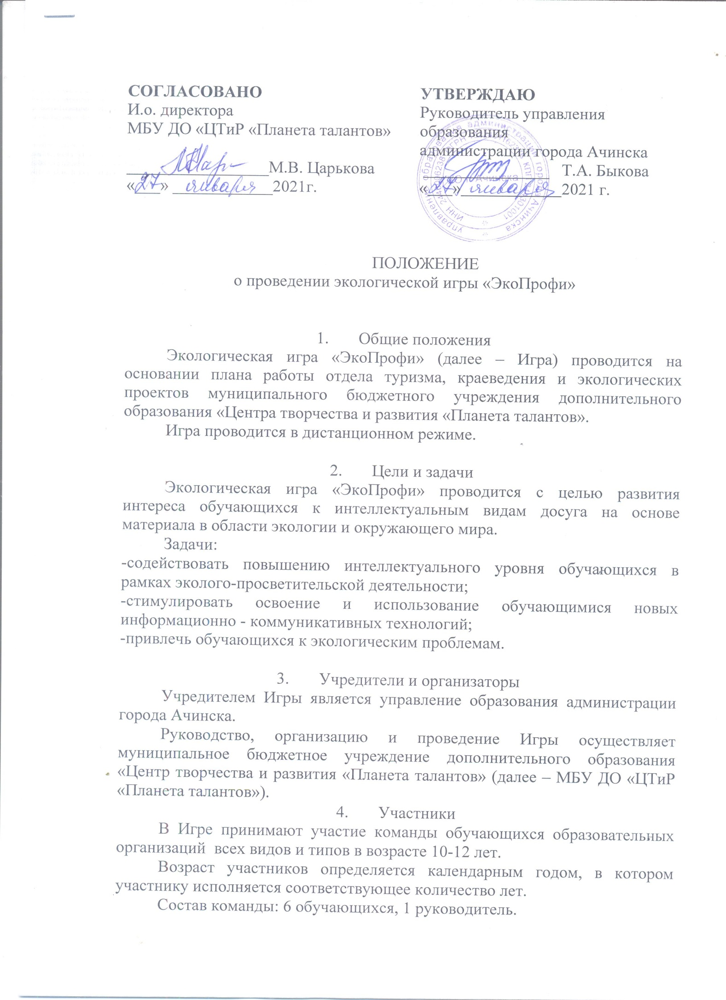 СОГЛАСОВАНО
И.о. директора
МБУ ДО «ЦТиР «Планета талантов»
М.В. Царькова
«27» января 2021г.
УТВЕРЖДАЮ
Руководитель управления
образования
администрации города Ачинска
Т.А. Быкова
«27» января 2021 г.
управление образования администрации города Ачинска
ПОЛОЖЕНИЕ
о проведении экологической игры «ЭкоПрофи»
1. Общие положения
Экологическая игра «ЭкоПрофи» (далее – Игра) проводится на
основании плана работы отдела туризма, краеведения и экологических
проектов муниципального бюджетного учреждения дополнительного
образования «Центра творчества и развития «Планета талантов».
Игра проводится в дистанционном режиме.
2. Цели и задачи
Экологическая игра «ЭкоПрофи» проводится с целью развития
интереса обучающихся к интеллектуальным видам досуга на основе
материала в области экологии и окружающего мира.
Задачи:
-содействовать повышению интеллектуального уровня обучающихся в
рамках эколого-просветительской деятельности;
-стимулировать освоение и использование обучающимися новых
информационно - коммуникативных технологий;
-привлечь обучающихся к экологическим проблемам.
3. Учредители и организаторы
Учредителем Игры является управление образования администрации
города Ачинска.
Руководство, организацию и проведение Игры осуществляет
муниципальное бюджетное учреждение дополнительного образования
«Центр творчества и развития «Планета талантов» (далее – МБУ ДО «ЦТиР
«Планета талантов»).
4. Участники
В Игре принимают участие команды обучающихся образовательных
организаций всех видов и типов в возрасте 10-12 лет.
Возраст участников определяется календарным годом, в котором
участнику исполняется соответствующее количество лет.
Состав команды: 6 обучающихся, 1 руководитель.